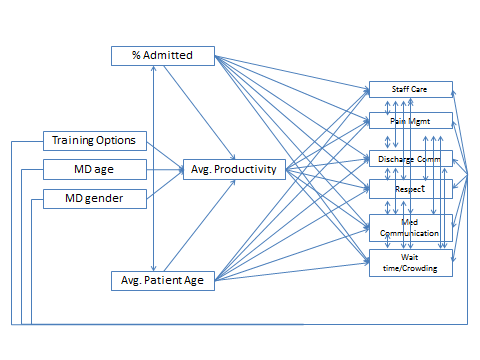 % Admitted
Staff Care
Pain Mgmt
Training Options
Discharge Comm
MD age
Avg. Productivity
Respect
MD gender
Med
Communication
Wait
time/Crowding
Avg. Patient Age